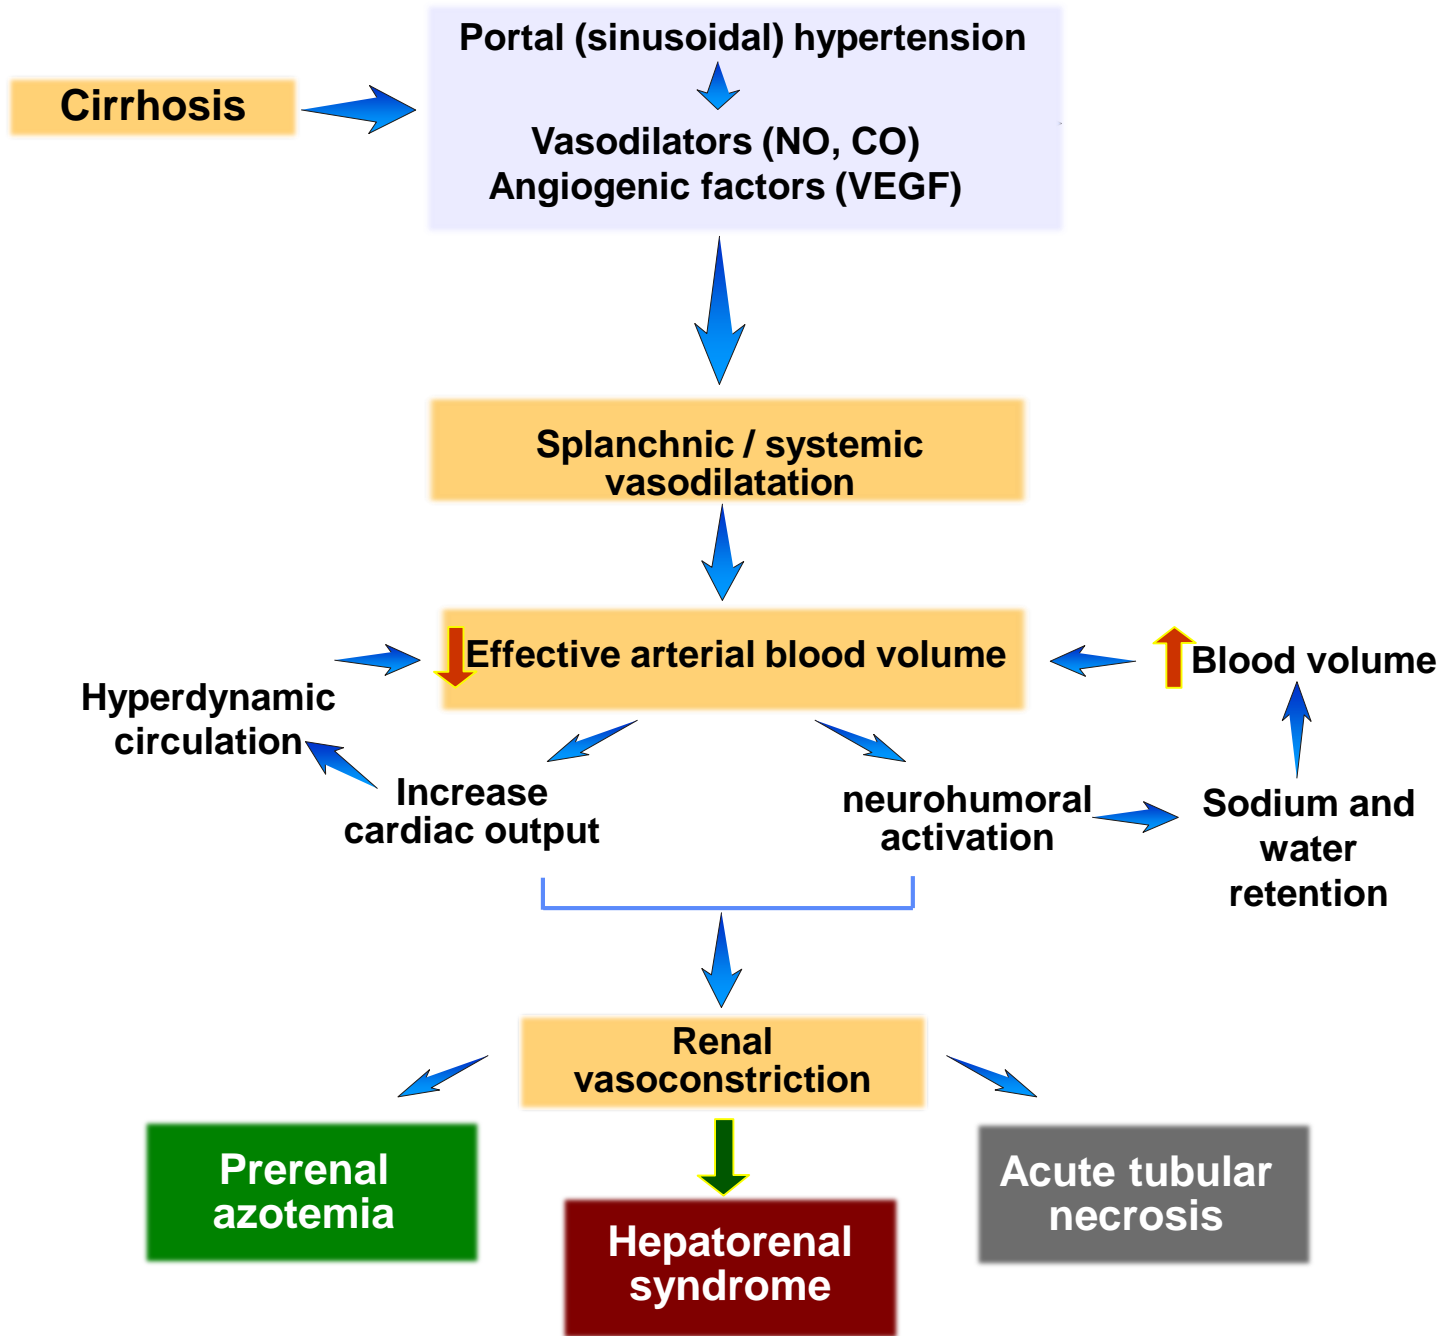 Portal (sinusoidal) hypertension
Cirrhosis
Vasodilators (NO, CO)
Angiogenic factors (VEGF)
Splanchnic / systemic
vasodilatation
Effective arterial blood volume
Blood volume
Hyperdynamic
circulation
Increase
cardiac output
neurohumoral
activation
Sodium and
water
retention
Renal
vasoconstriction
Prerenal
azotemia
Hepatorenal
syndrome
Acute tubular
necrosis